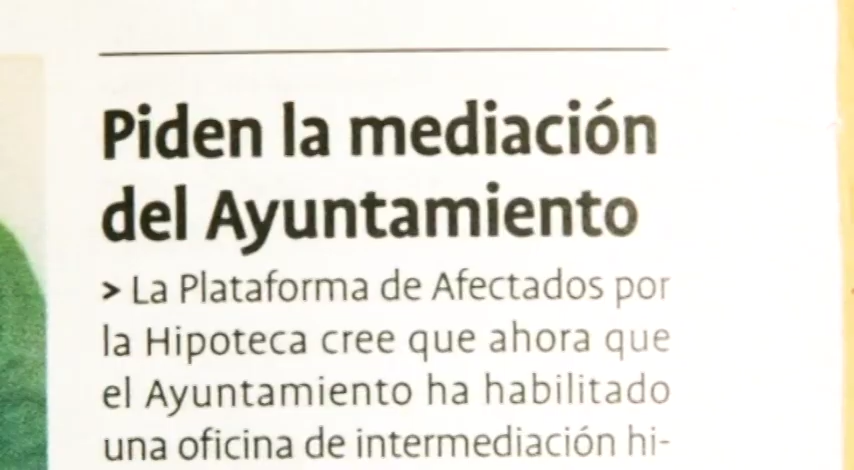 Piden la mediación
del Ayuntamiento
> La Plataforma de Afectados por
la Hipoteca cree que ahora que
el Ayuntamiento ha habilitado
una oficina de intermediación hi-